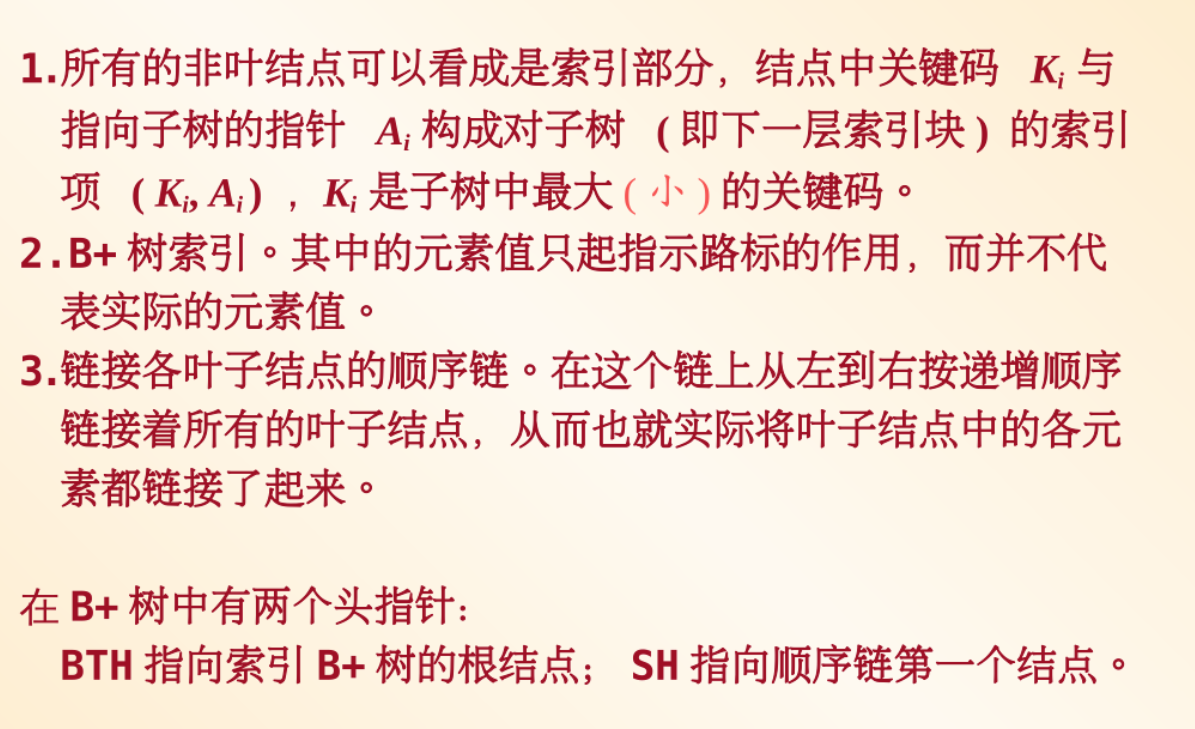 1.所有的非叶结点可以看成是索引部分，结点中关键码 Ki 与
指向子树的指针 Ai 构成对子树 (即下一层索引块) 的索引
项 (Ki, Ai) ，Ki 是子树中最大(小)的关键码。
2.B+ 树索引。其中的元素值只起指示路标的作用，而并不代
表实际的元素值。
3.链接各叶子结点的顺序链。在这个链上从左到右按递增顺序
链接着所有的叶子结点，从而也就实际将叶子结点中的各元
素都链接了起来。
在 B+ 树中有两个头指针：
BTH 指向索引 B+ 树的根结点； SH 指向顺序链第一个结点。